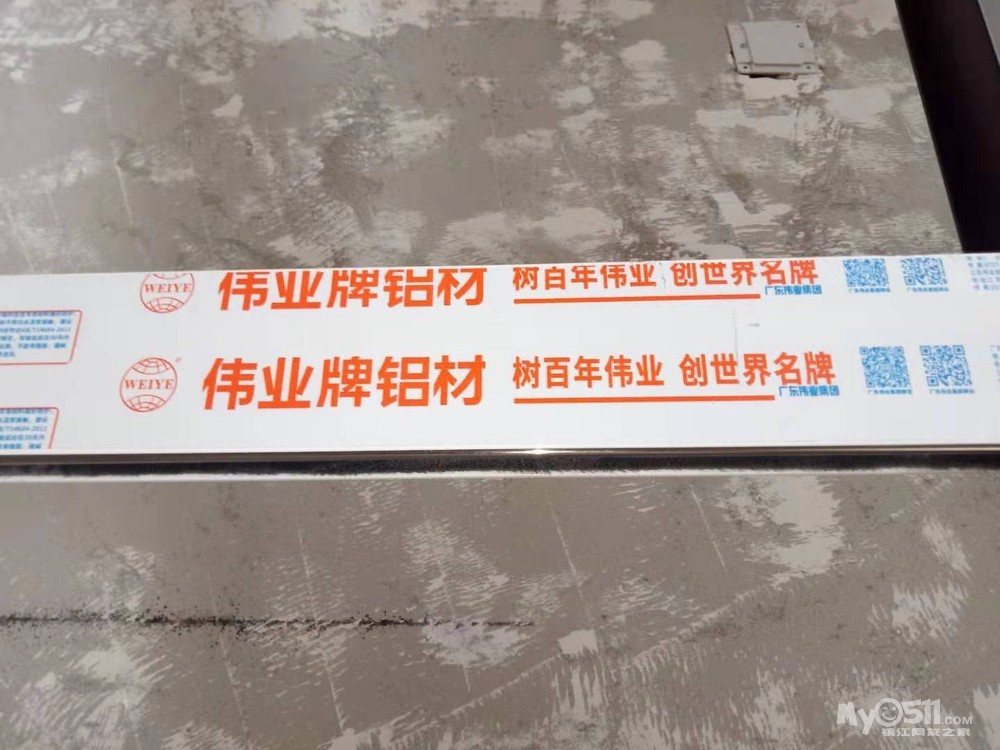 WEIYE
伟业牌铝材
树百年伟业 创世界名牌
广东伟业集团
WEIYE
®
伟业牌铝材
树百年伟业 创世界名牌
广东伟业集团
My0511.COM
镇江网友之家